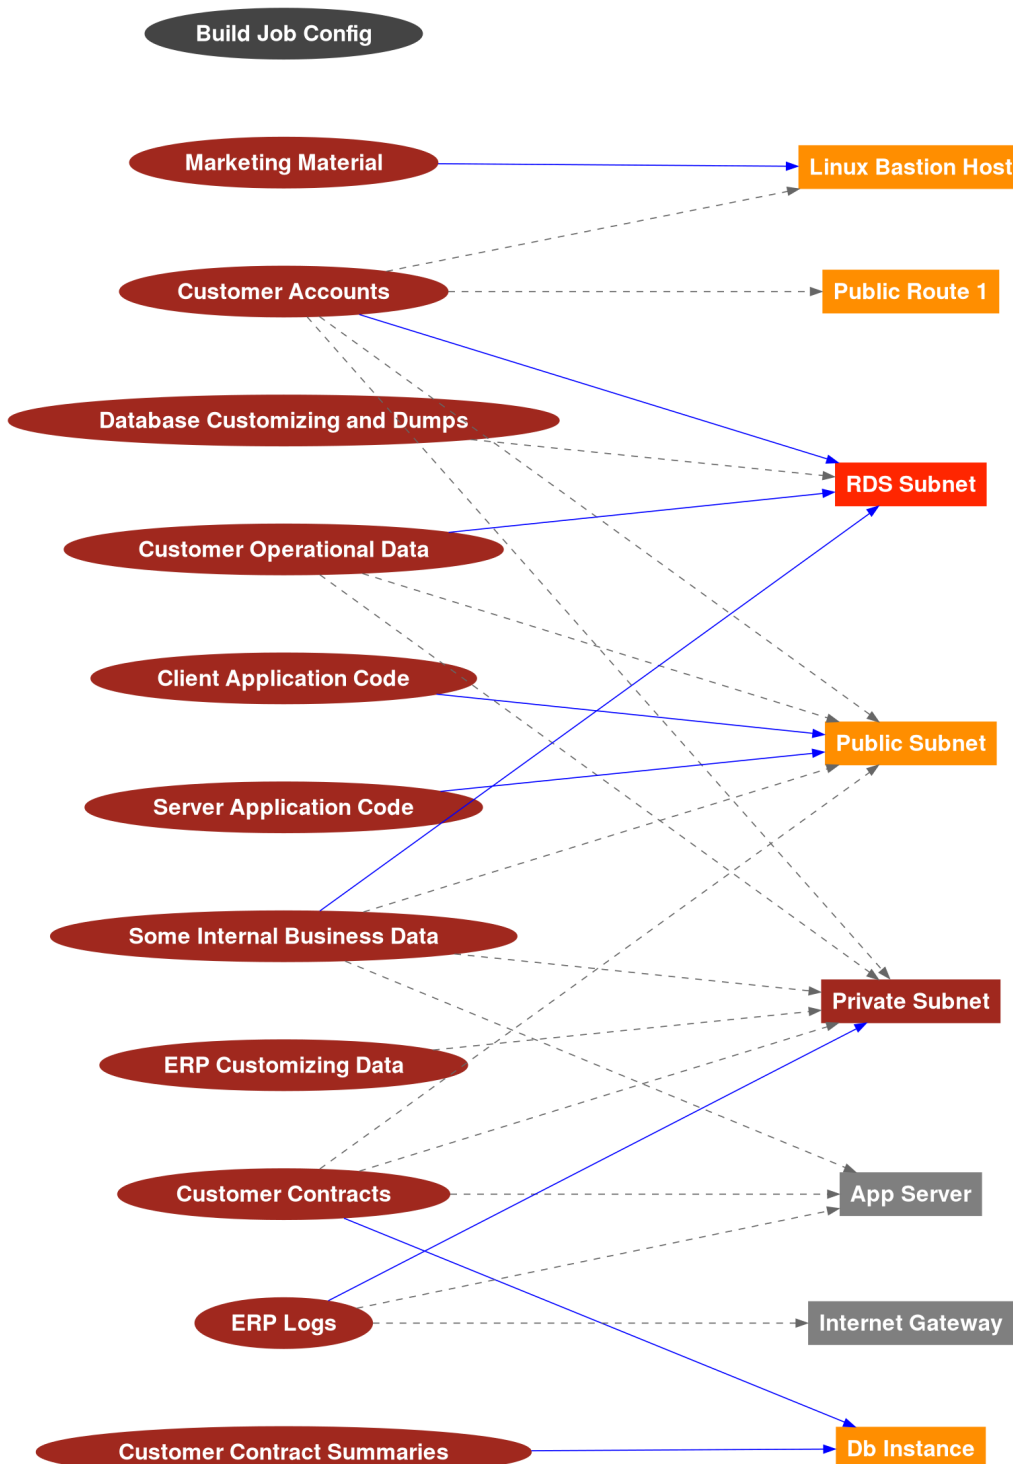 Build Job Config
Marketing Material
Linux Bastion Host
Customer Accounts
Public Route 1
Database Customizing and Dumps
RDS Subnet
Customer Operational Data
Client Application Code
Public Subnet
Server Application Code
Some Internal Business Data
Private Subnet
ERP Customizing Data
Customer Contracts
App Server
ERP Logs
Internet Gateway
Customer Contract Summaries
Db Instance